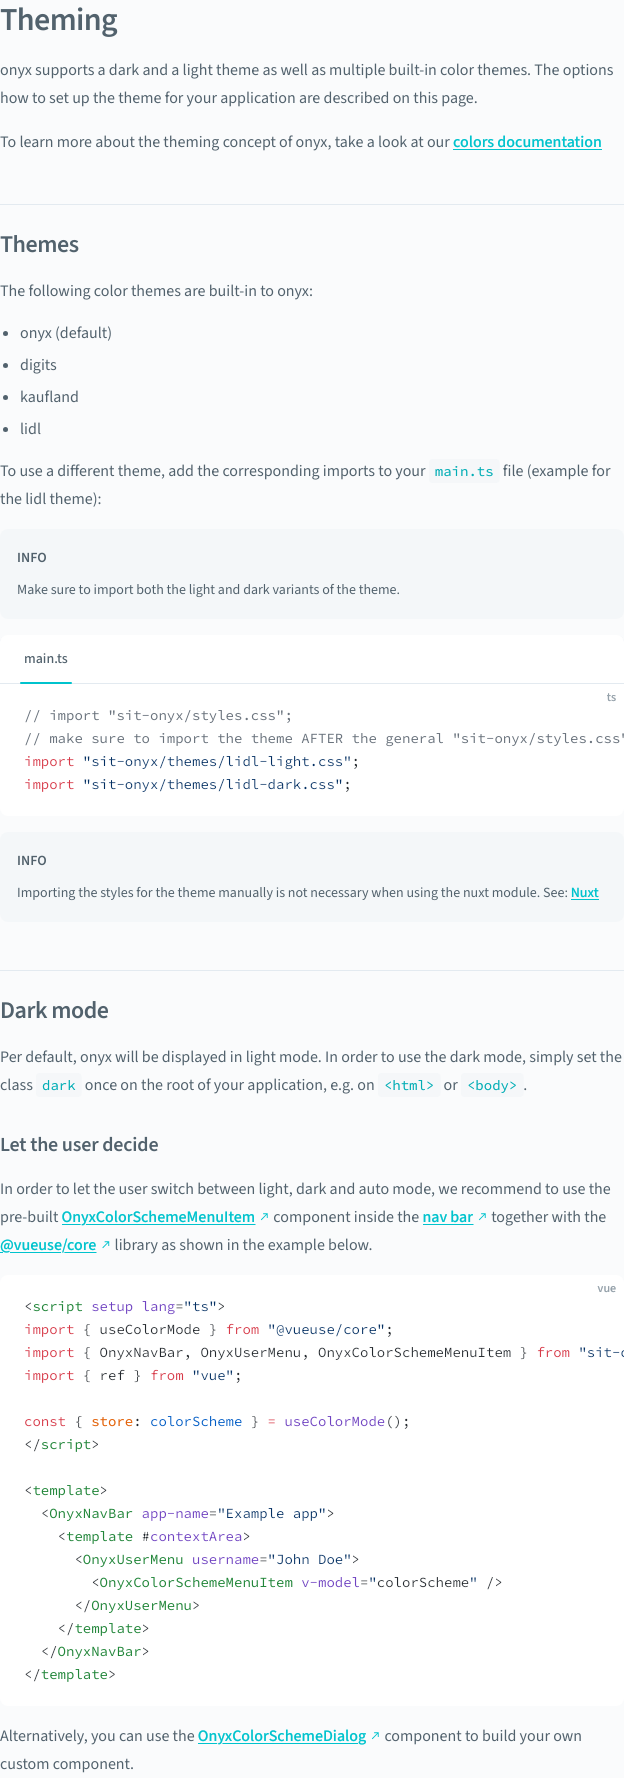 Theming
onyx supports a dark and a light theme as well as multiple built-in color themes. The options
how to set up the theme for your application are described on this page.
To learn more about the theming concept of onyx, take a look at our colors documentation
Themes
The following color themes are built-in to onyx:
• onyx (default)
• digits
• kaufland
• lidl
To use a different theme, add the corresponding imports to your main.ts file (example for
the lidl theme):
INFO
Make sure to import both the light and dark variants of the theme.
main.ts
ts
// import "sit-onyx/styles.css";
// make sure to import the theme AFTER the general "sit-onyx/styles.css"
import "sit-onyx/themes/lidl-light.css";
import "sit-onyx/themes/lidl-dark.css";
INFO
Importing the styles for the theme manually is not necessary when using the nuxt module. See: Nuxt
Dark mode
Per default, onyx will be displayed in light mode. In order to use the dark mode, simply set the
class dark once on the root of your application, e.g. on <html> or <body>.
Let the user decide
In order to let the user switch between light, dark and auto mode, we recommend to use the
pre-built OnyxColorSchemeMenuItem ↗ component inside the nav bar ↗ together with the
@vueuse/core ↗ library as shown in the example below.
vue
<script setup lang="ts">
import { useColorMode } from "@vueuse/core";
import { OnyxNavBar, OnyxUserMenu, OnyxColorSchemeMenuItem } from "sit-o
import { ref } from "vue";
const { store: colorScheme } = useColorMode();
</script>
<template>
  <OnyxNavBar app-name="Example app">
    <template #contextArea>
      <OnyxUserMenu username="John Doe">
        <OnyxColorSchemeMenuItem v-model="colorScheme" />
      </OnyxUserMenu>
    </template>
  </OnyxNavBar>
</template>
Alternatively, you can use the OnyxColorSchemeDialog ↗ component to build your own
custom component.